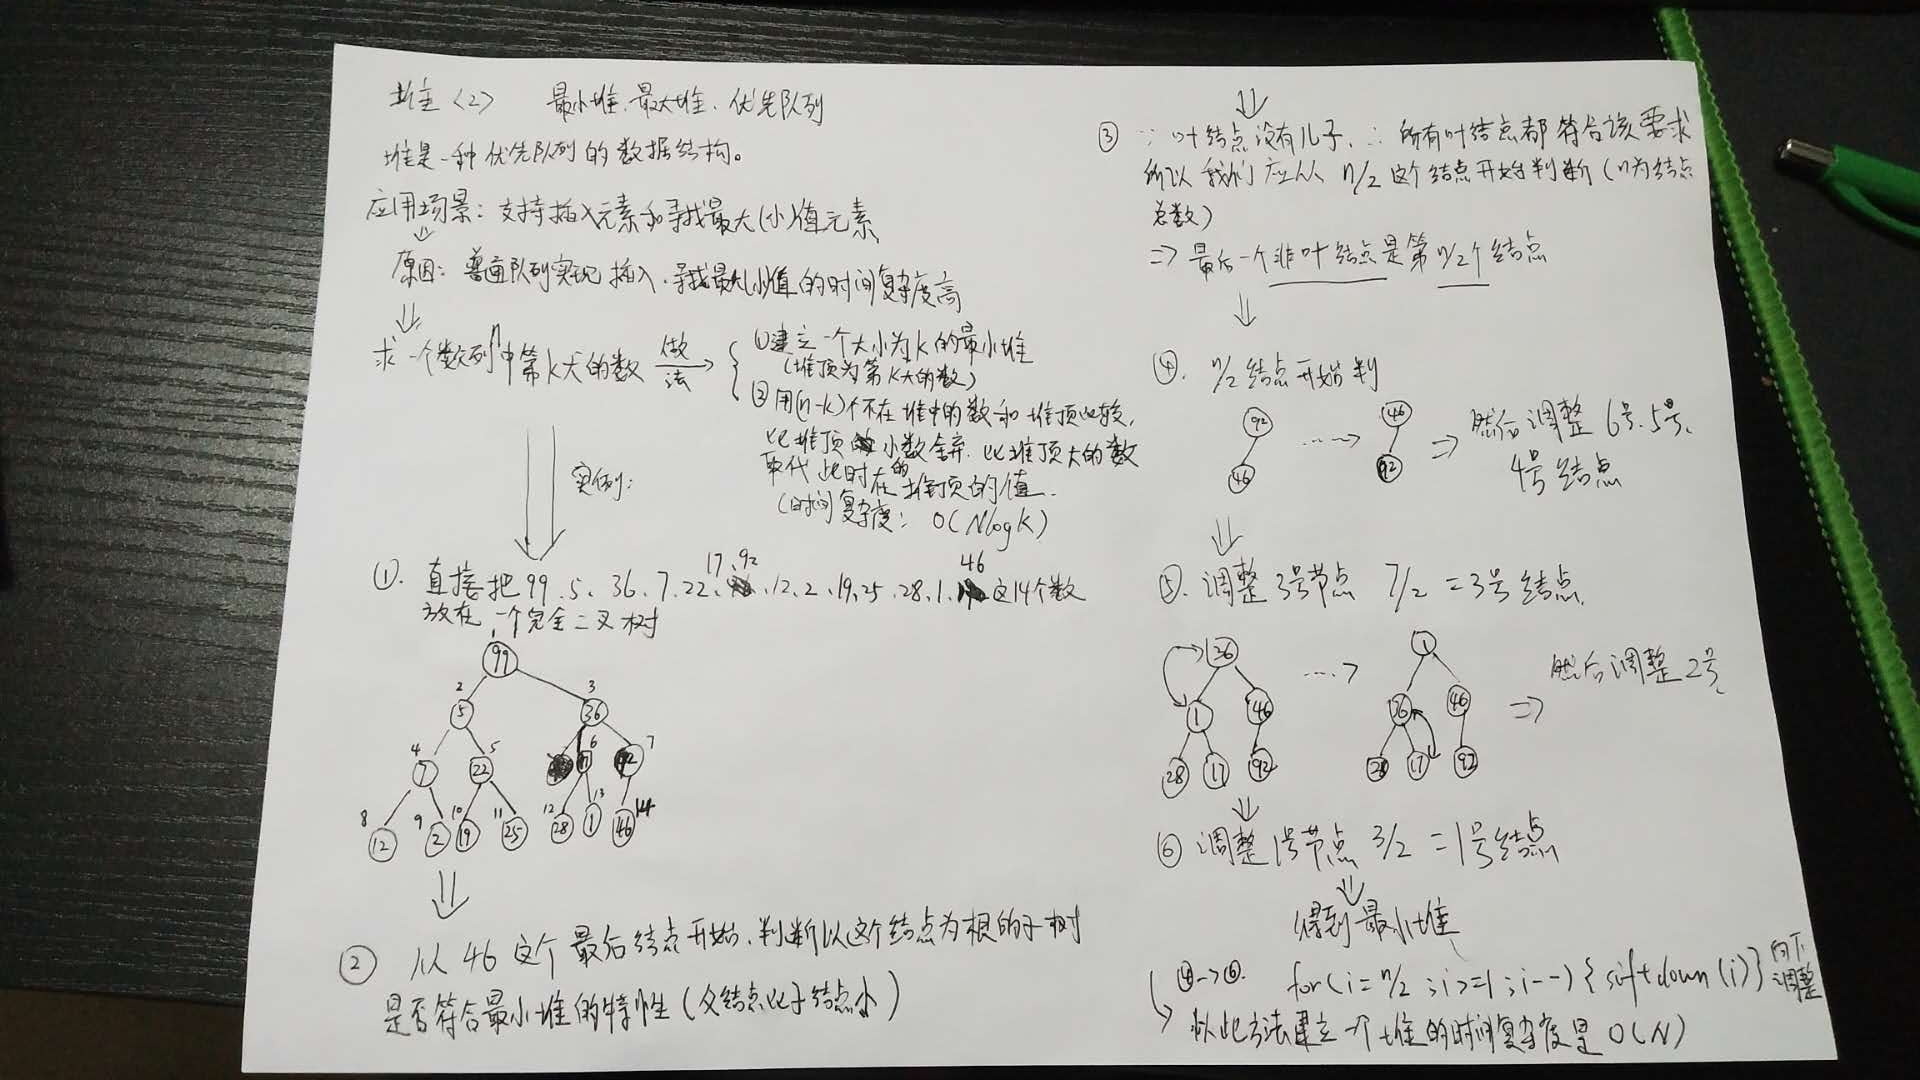 堆〈2〉 最小堆、最大堆、优先队列
堆是一种优先队列的数据结构。
应用场景：支持插入元素和寻找最大(小)值元素
⇓
原因：普通队列实现插入、寻找最大(小)值的时间复杂度高
⇓
求一个数列n中第k大的数 做法→
①建立一个大小为k的最小堆
(堆顶为第k大的数)
②用(n-k)个不在堆中的数和堆顶比较,
比堆顶小的数舍弃.比堆顶大的数
取代此时在堆顶的值.
(时间复杂度：O(NlogK)
实例：
①. 直接把99、5、36、7、22、17、92、12、2、19、25、28、1、46这14个数
放在一个完全二叉树
1
99
2 3
5 36
4 5 6 7
7 22 17 92
8 9 10 11 12 13 14
12 2 19 25 28 1 46
⇓
② 从46这个最后结点开始、判断以这个结点为根的子树
是否符合最小堆的特性(父结点比子结点小)
⇓
③ ∵叶结点没有儿子,∴所有叶结点都符合该要求
所以我们应从n/2这个结点开始判断(n为结点
总数)
⇒ 最后一个非叶结点是第n/2个结点
⇓
④. n/2结点开始判
92 46
46 92
⇒ 然后调整6号、5号、
4号结点
⇓
⑤. 调整3号节点 7/2 =3号结点.
36 1
1 46 36 46
28 17 92 28 17 92
⇒ 然后调整2号
⇓
⑥ 调整1号节点 3/2 =1号结点
⇓
得到最小堆
④→⑥. for(i=n/2;i>=1;i--){siftdown(i)} 向下
调整
以此方法建立一个堆的时间复杂度是O(N)